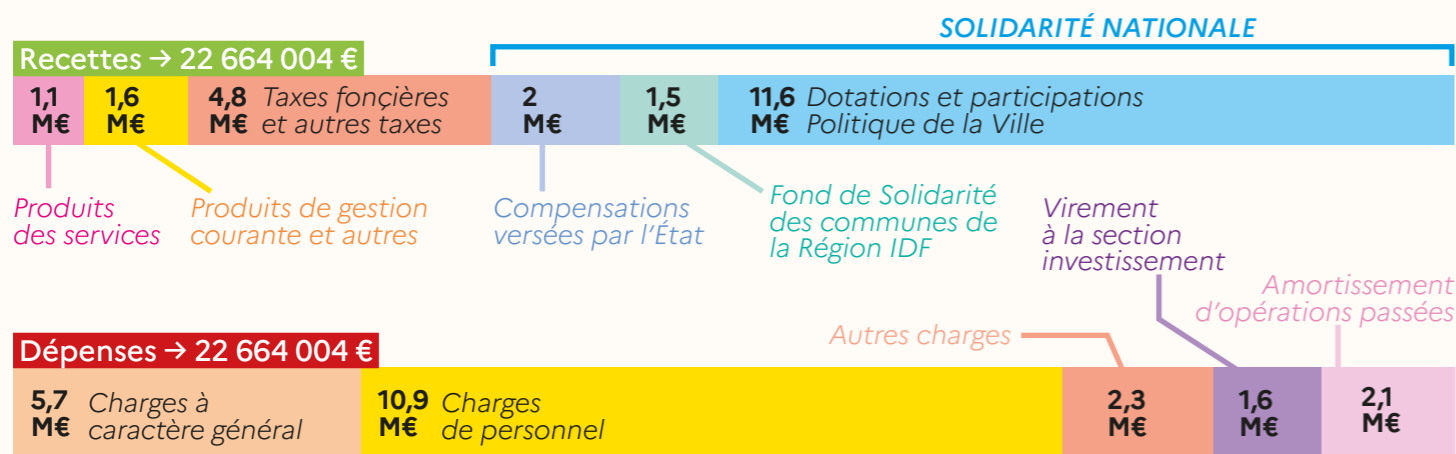 SOLIDARITÉ NATIONALE
Recettes → 22 664 004 €
1,1
M€
1,6
M€
4,8 Taxes foncières
M€ et autres taxes
2
M€
1,5
M€
11,6 Dotations et participations
M€ Politique de la Ville
Produits
des services
Produits de gestion
courante et autres
Compensations
versées par l'État
Fond de Solidarité
des communes de
la Région IDF
Virement
à la section
investissement
Amortissement
d'opérations passées
Autres charges
Dépenses → 22 664 004 €
5,7 Charges à
M€ caractère général
10,9 Charges
M€ de personnel
2,3
M€
1,6
M€
2,1
M€